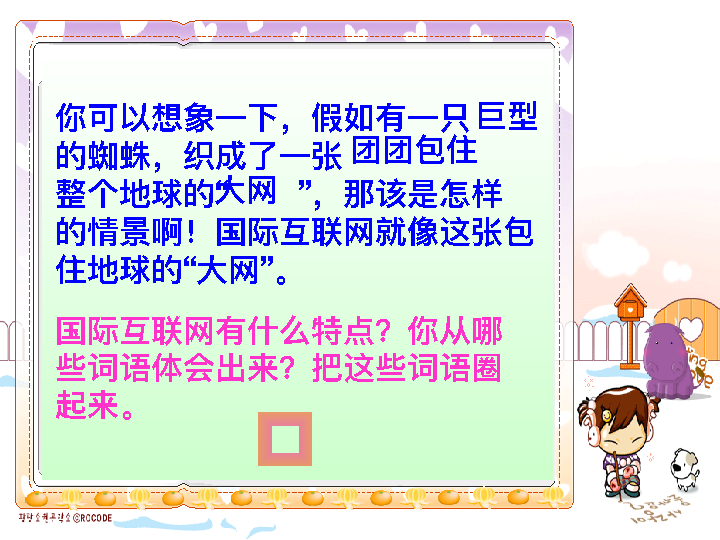 你可以想象一下，假如有一只巨型
的蜘蛛，织成了一张团团包住
整个地球的“大网”，那该是怎样
的情景啊！国际互联网就像这张包
住地球的“大网”。
国际互联网有什么特点？你从哪
些词语体会出来？把这些词语圈
起来。